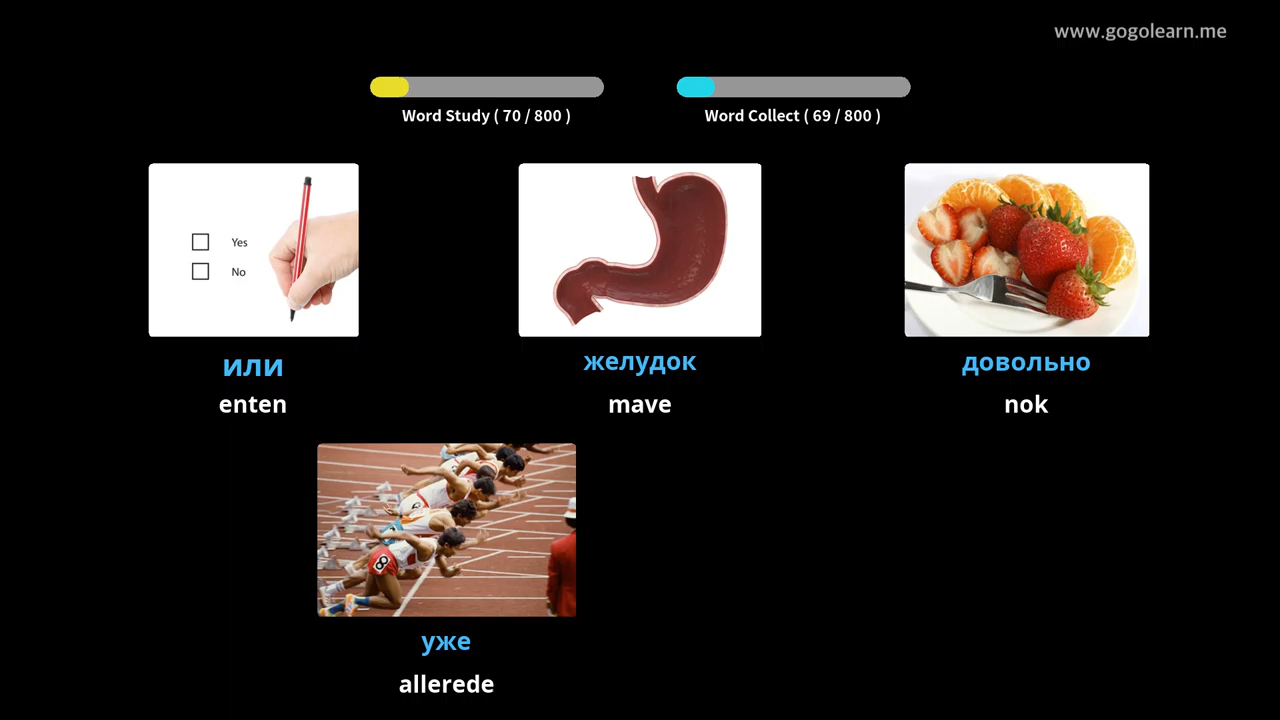 www.gogolearn.me
Word Study ( 70 / 800 )
Word Collect ( 69 / 800 )
Yes
No
или
enten
желудок
mave
довольно
nok
8
уже
allerede